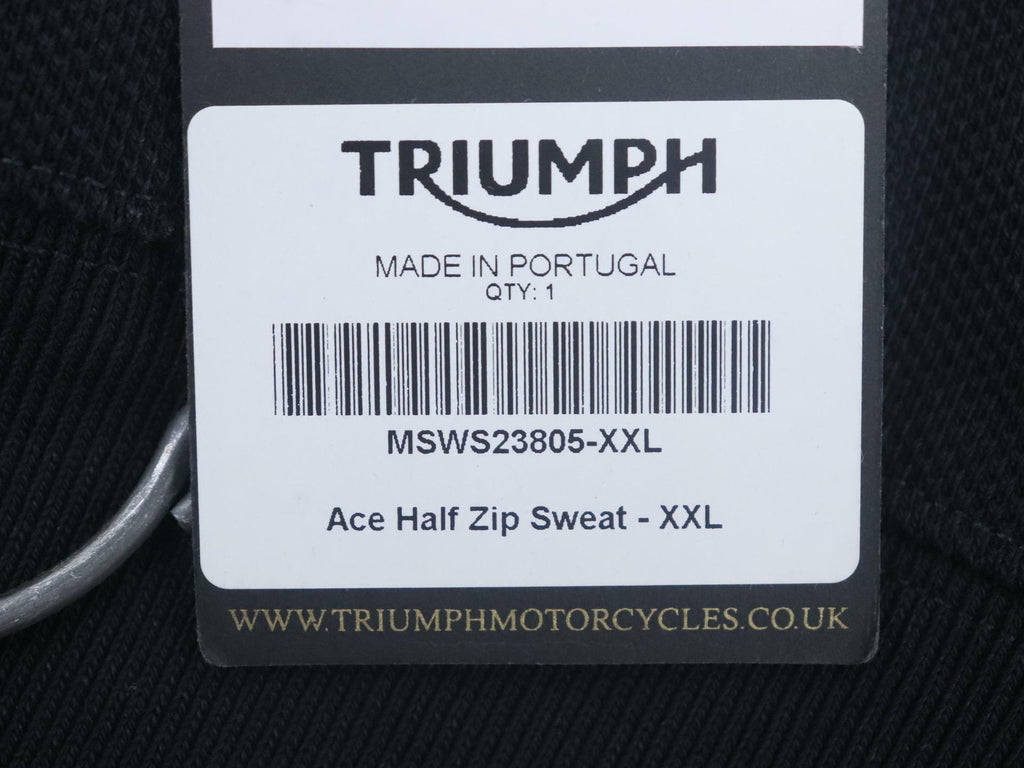 TRIUMPH
MADE IN PORTUGAL
QTY: 1
MSWS23805-XXL
Ace Half Zip Sweat - XXL
WWW.TRIUMPHMOTORCYCLES.CO.UK